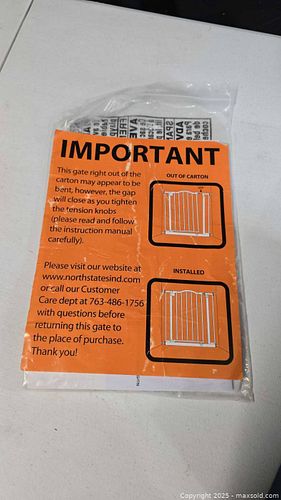 IMPORTANT
This gate right out of the
carton may appear to be
bent, however, the gap
will close as you tighten
the tension knobs
(please read and follow
the instruction manual
carefully).
OUT OF CARTON
Please visit our website at
www.northstatesind.com
or call our Customer
Care dept at 763-486-1756
with questions before
returning this gate to
the place of purchase.
Thank you!
INSTALLED
Copyright 2025 - maxsold.com